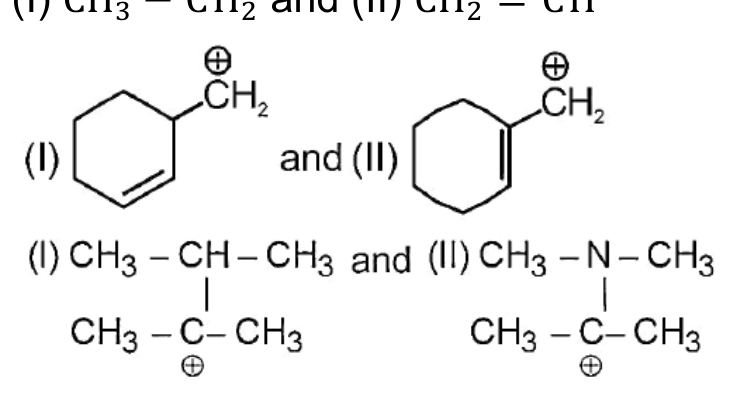 (I) CH₃ − CH₂ and (II) CH₂ = CH
(I) ⊕ CH₂ and (II) ⊕ CH₂
(I) CH₃ – CH – CH₃ and (II) CH₃ – N – CH₃
CH₃ – C – CH₃ CH₃ – C – CH₃
⊕ ⊕